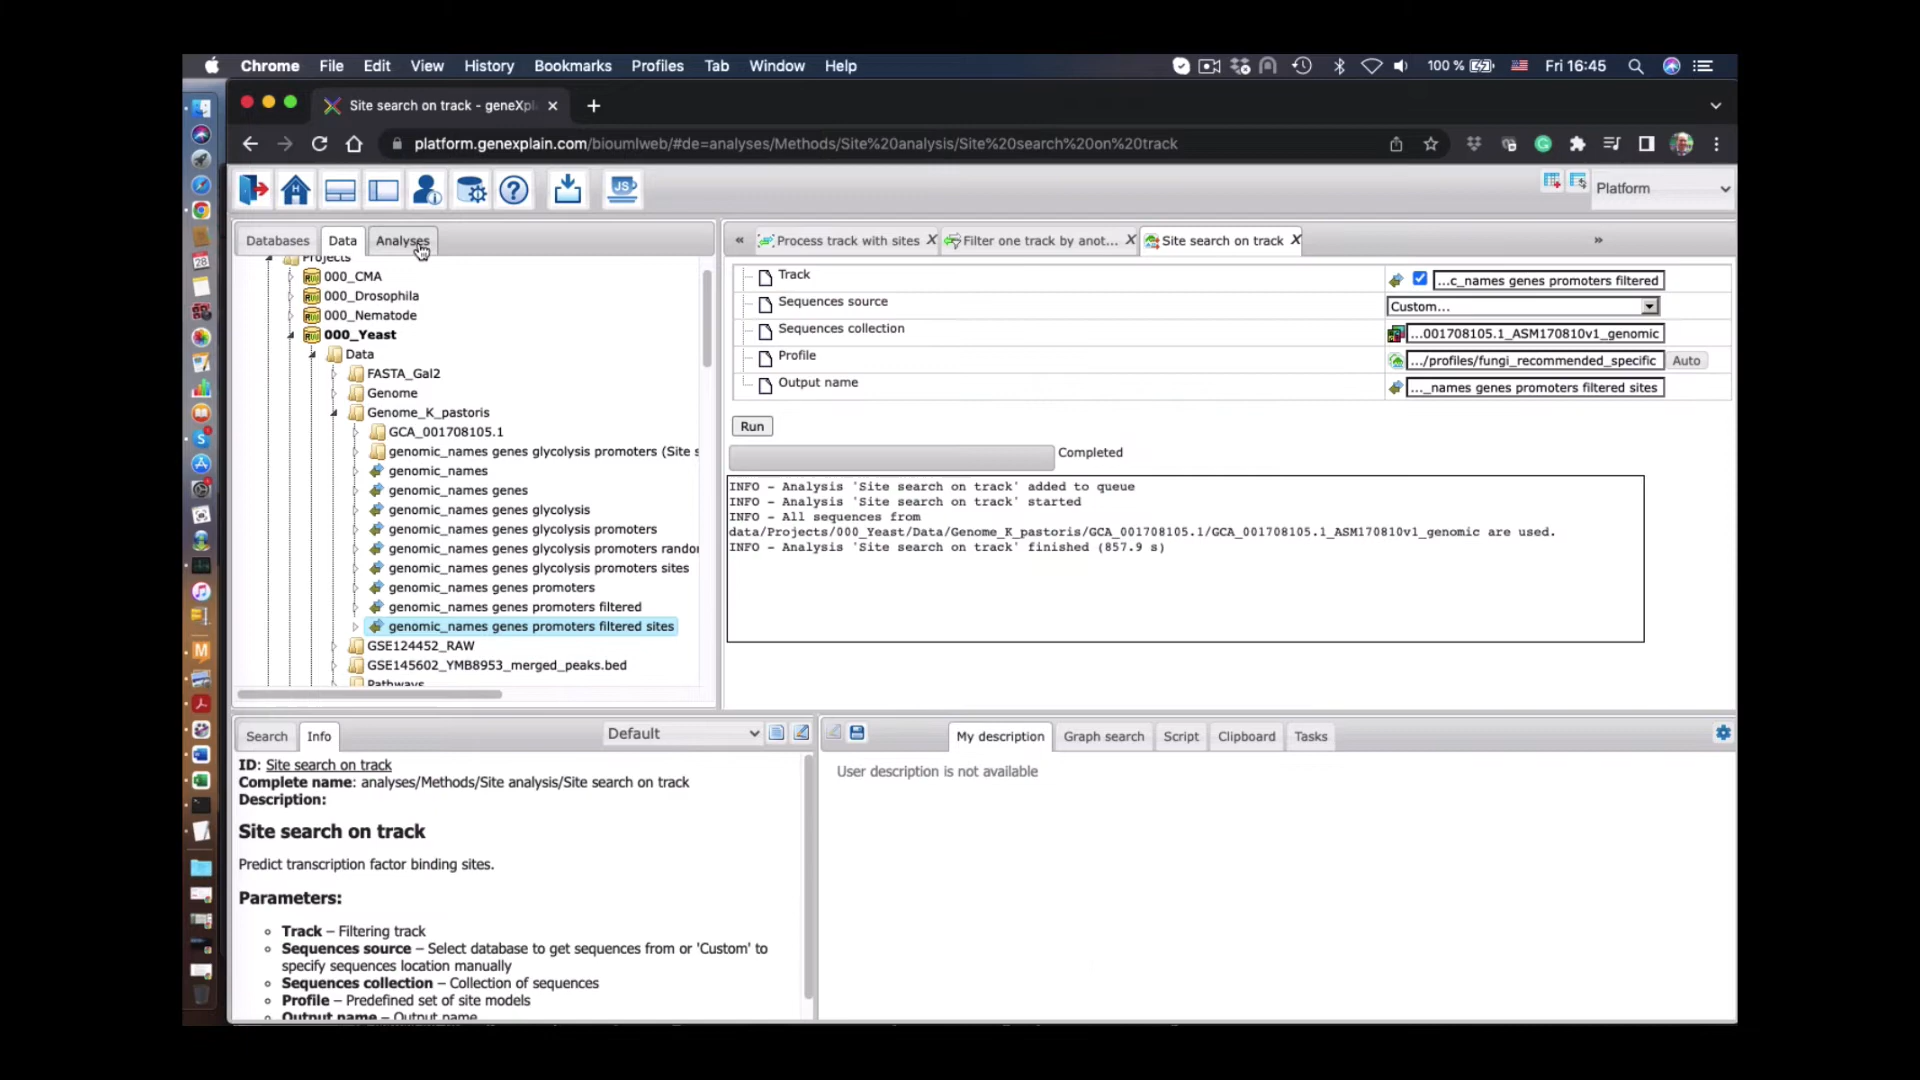 Chrome File Edit View History Bookmarks Profiles Tab Window Help 100 % Fri 16:45
Site search on track - geneXpl
platform.genexplain.com/bioumlweb/#de=analyses/Methods/Site%20analysis/Site%20search%20on%20track
JS
Platform
Databases Data Analyses
« Process track with sites Filter one track by anot... Site search on track »
Projects
000_CMA
000_Drosophila
000_Nematode
000_Yeast
Data
FASTA_Gal2
Genome
Genome_K_pastoris
GCA_001708105.1
genomic_names genes glycolysis promoters (Site s
genomic_names
genomic_names genes
genomic_names genes glycolysis
genomic_names genes glycolysis promoters
genomic_names genes glycolysis promoters rando
genomic_names genes glycolysis promoters sites
genomic_names genes promoters
genomic_names genes promoters filtered
genomic_names genes promoters filtered sites
GSE124452_RAW
GSE145602_YMB8953_merged_peaks.bed
Pathways
Track ...c_names genes promoters filtered
Sequences source Custom...
Sequences collection ...001708105.1_ASM170810v1_genomic
Profile .../profiles/fungi_recommended_specific Auto
Output name ..._names genes promoters filtered sites
Run
Completed
INFO - Analysis 'Site search on track' added to queue
INFO - Analysis 'Site search on track' started
INFO - All sequences from
data/Projects/000_Yeast/Data/Genome_K_pastoris/GCA_001708105.1/GCA_001708105.1_ASM170810v1_genomic are used.
INFO - Analysis 'Site search on track' finished (857.9 s)
Search Info Default
ID: Site search on track
Complete name: analyses/Methods/Site analysis/Site search on track
Description:
Site search on track
Predict transcription factor binding sites.
Parameters:
Track – Filtering track
Sequences source – Select database to get sequences from or 'Custom' to
specify sequences location manually
Sequences collection – Collection of sequences
Profile – Predefined set of site models
Output name – Output name
My description Graph search Script Clipboard Tasks
User description is not available